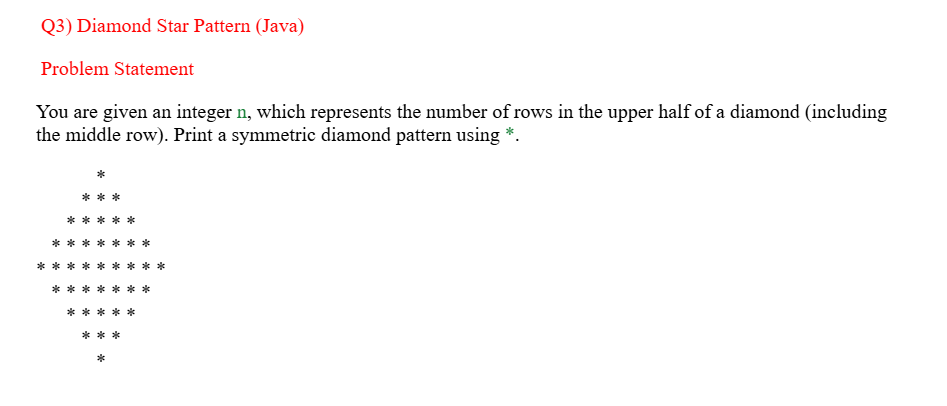 Q3) Diamond Star Pattern (Java)
Problem Statement
You are given an integer n, which represents the number of rows in the upper half of a diamond (including
the middle row). Print a symmetric diamond pattern using *.
*
* * *
* * * * *
* * * * * * *
* * * * * * * * *
* * * * * * *
* * * * *
* * *
*